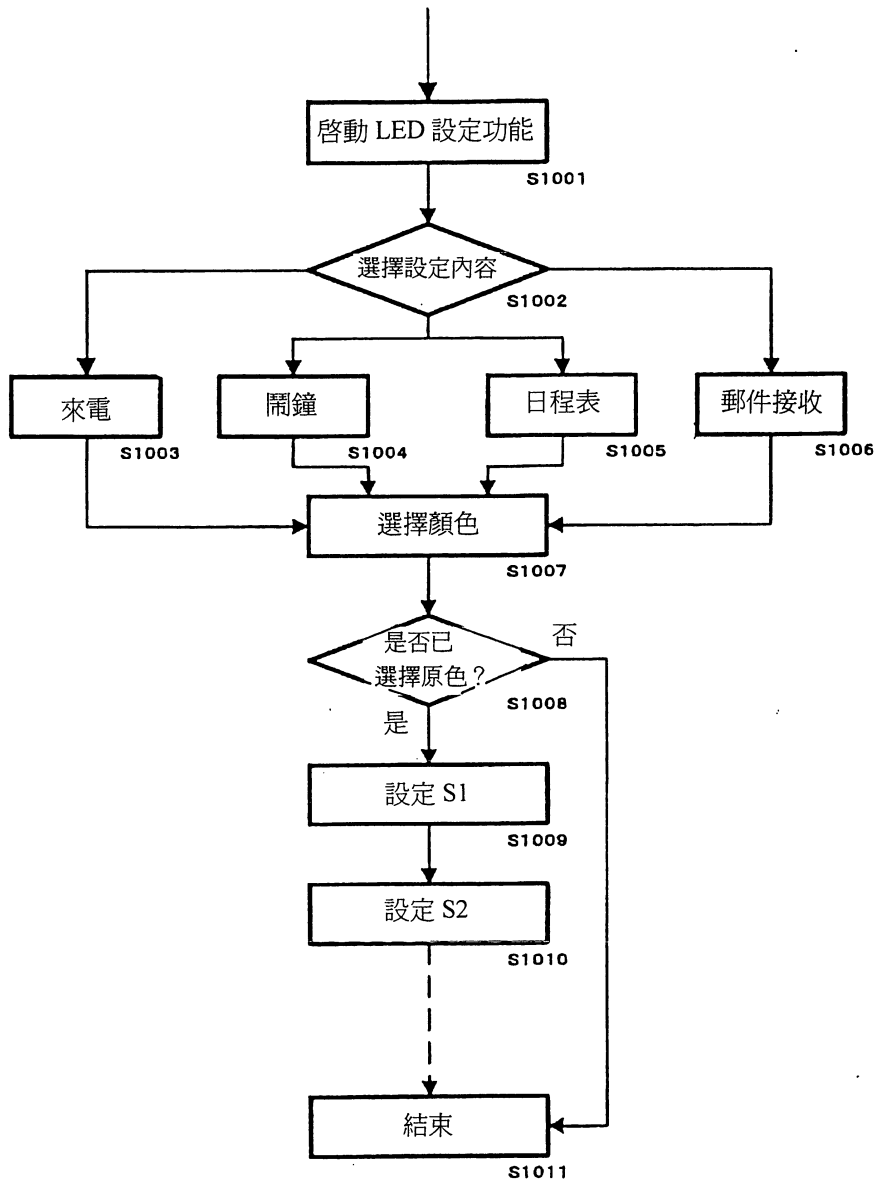 啓動 LED 設定功能
S1001
選擇設定內容
S1002
來電
S1003
鬧鐘
S1004
日程表
S1005
郵件接收
S1006
選擇顏色
S1007
是否已
選擇原色？
S1008
否
是
設定 S1
S1009
設定 S2
S1010
結束
S1011